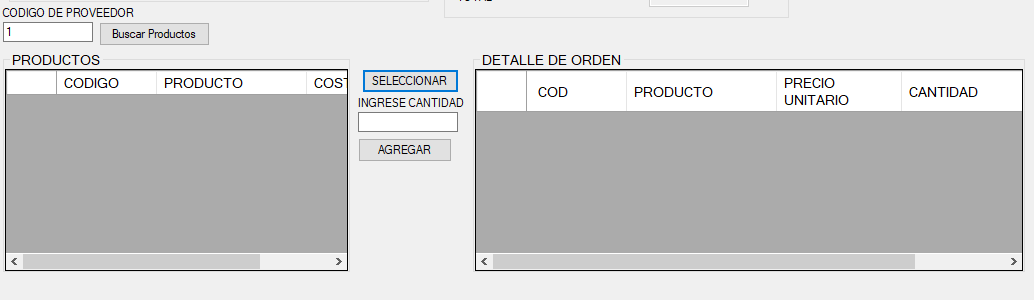 CODIGO DE PROVEEDOR
1
Buscar Productos
PRODUCTOS
CODIGO PRODUCTO COST
SELECCIONAR
INGRESE CANTIDAD
AGREGAR
DETALLE DE ORDEN
COD PRODUCTO PRECIO UNITARIO CANTIDAD